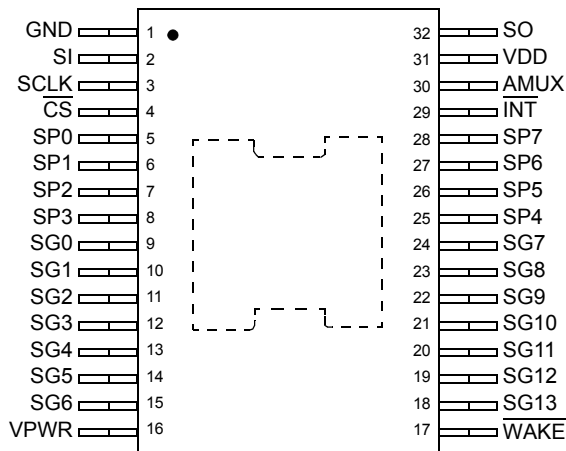 GND 1 32 SO
SI 2 31 VDD
SCLK 3 30 AMUX
CS 4 29 INT
SP0 5 28 SP7
SP1 6 27 SP6
SP2 7 26 SP5
SP3 8 25 SP4
SG0 9 24 SG7
SG1 10 23 SG8
SG2 11 22 SG9
SG3 12 21 SG10
SG4 13 20 SG11
SG5 14 19 SG12
SG6 15 18 SG13
VPWR 16 17 WAKE